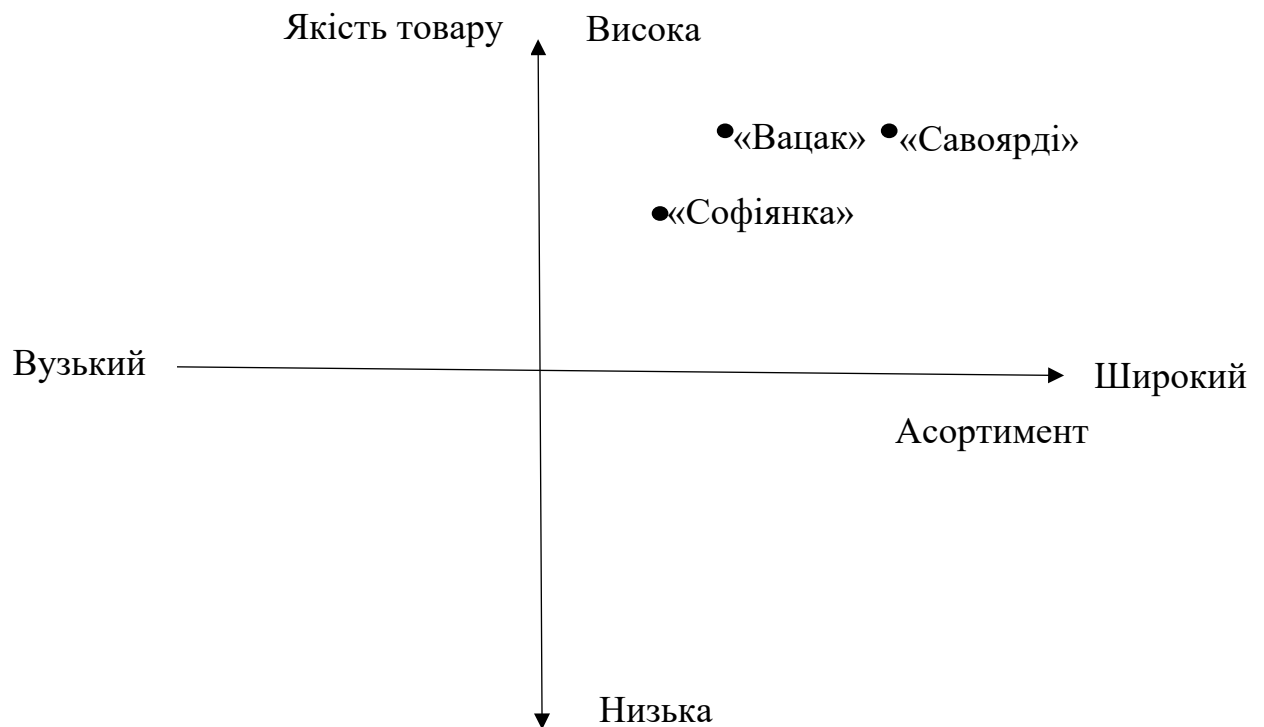 Якість товару Висока
«Вацак» «Савоярді»
«Софіянка»
Вузький
Широкий
Асортимент
Низька